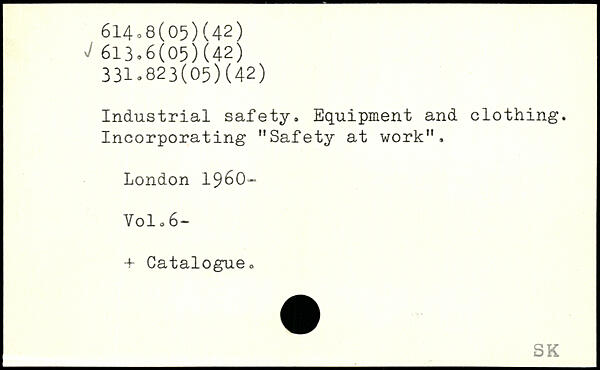 614.8(05)(42)
✓ 613.6(05)(42)
331.823(05)(42)
Industrial safety. Equipment and clothing.
Incorporating "Safety at work".
London 1960-
Vol.6-
+ Catalogue.
SK